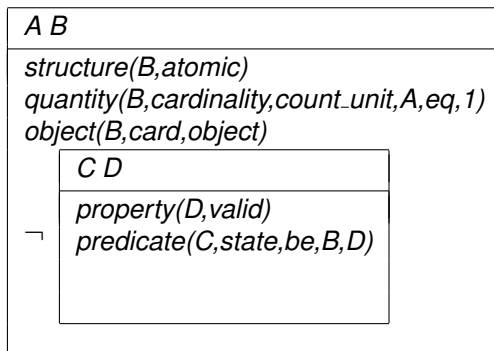 A B
structure(B,atomic)
quantity(B,cardinality,count_unit,A,eq,1)
object(B,card,object)
C D
property(D,valid)
¬ predicate(C,state,be,B,D)